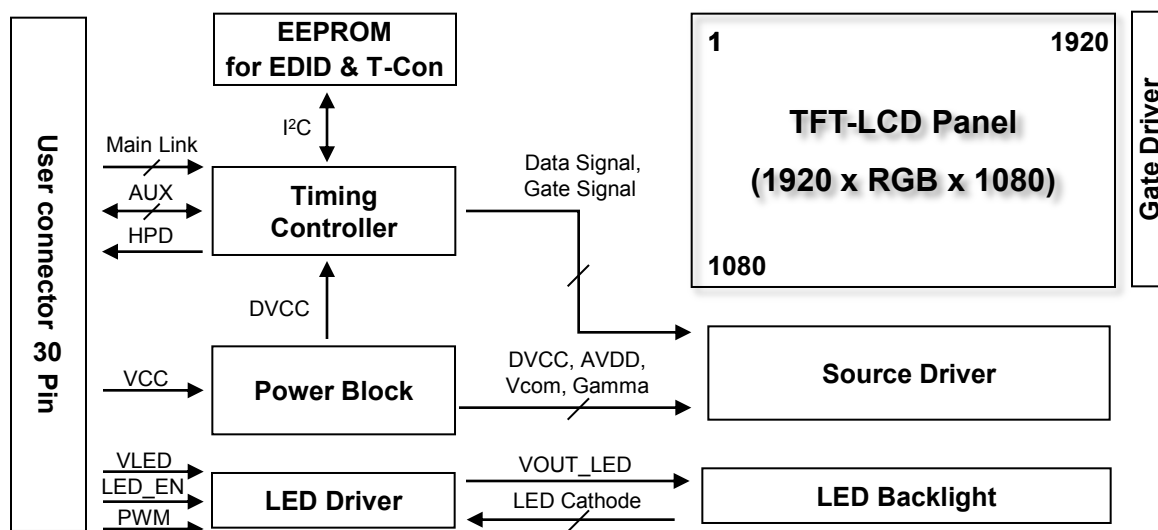 EEPROM
for EDID & T-Con
1
1920
TFT-LCD Panel
(1920 x RGB x 1080)
1080
Gate Driver
User connector 30 Pin
I²C
Main Link
AUX
HPD
Timing
Controller
Data Signal,
Gate Signal
DVCC
VCC
Power Block
DVCC, AVDD,
Vcom, Gamma
Source Driver
VLED
LED_EN
PWM
LED Driver
VOUT_LED
LED Cathode
LED Backlight